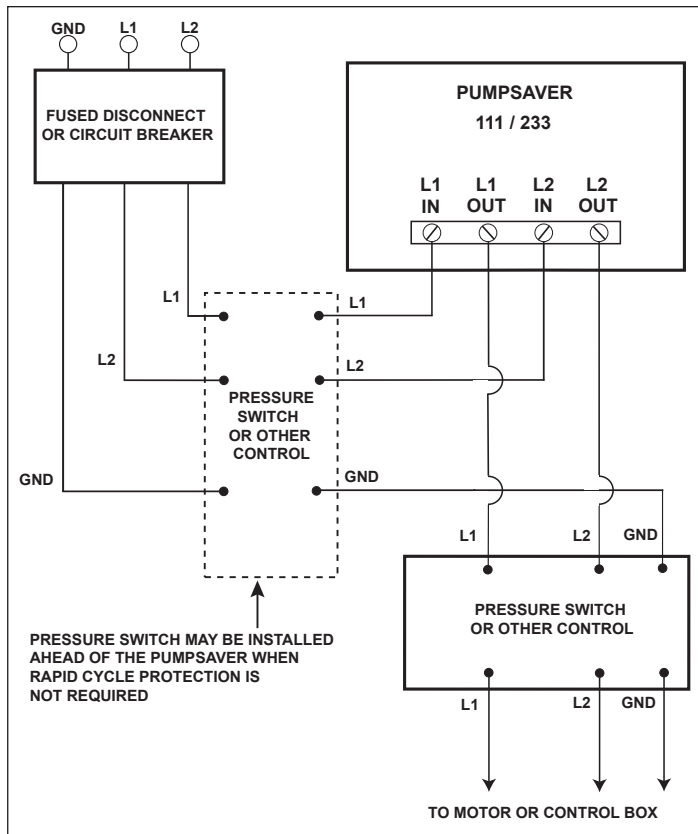 GND L1 L2
FUSED DISCONNECT
OR CIRCUIT BREAKER
PUMPSAVER
111 / 233
L1 L1 L2 L2
IN OUT IN OUT
L1 L1
L2 L2
PRESSURE
SWITCH
OR OTHER
CONTROL
GND GND
L1 L2 GND
PRESSURE SWITCH
OR OTHER CONTROL
PRESSURE SWITCH MAY BE INSTALLED
AHEAD OF THE PUMPSAVER WHEN
RAPID CYCLE PROTECTION IS
NOT REQUIRED
L1 L2 GND
TO MOTOR OR CONTROL BOX